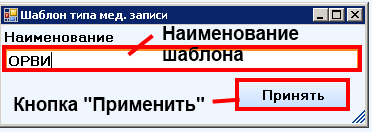 Шаблон типа мед. записи
Наименование
Наименование
шаблона
ОРВИ
Кнопка "Применить"
Принять